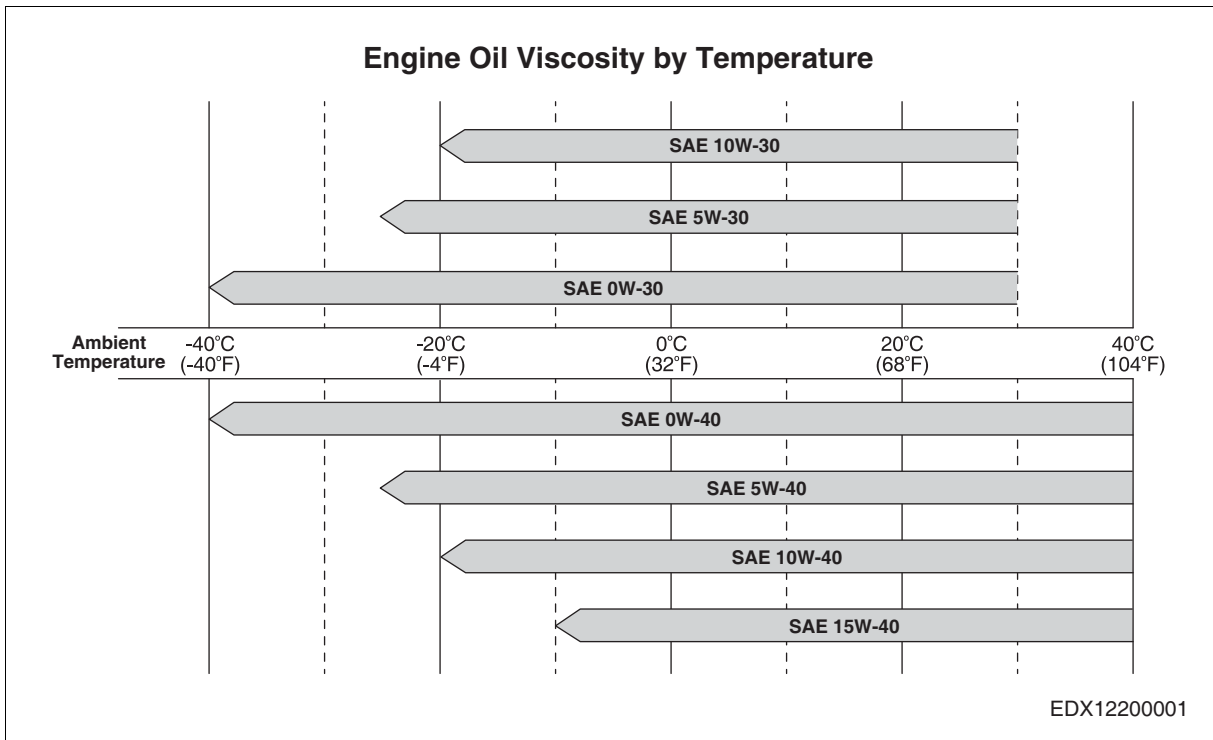 Engine Oil Viscosity by Temperature
SAE 10W-30
SAE 5W-30
SAE 0W-30
Ambient Temperature
-40°C -20°C 0°C 20°C 40°C
(-40°F) (-4°F) (32°F) (68°F) (104°F)
SAE 0W-40
SAE 5W-40
SAE 10W-40
SAE 15W-40
EDX12200001